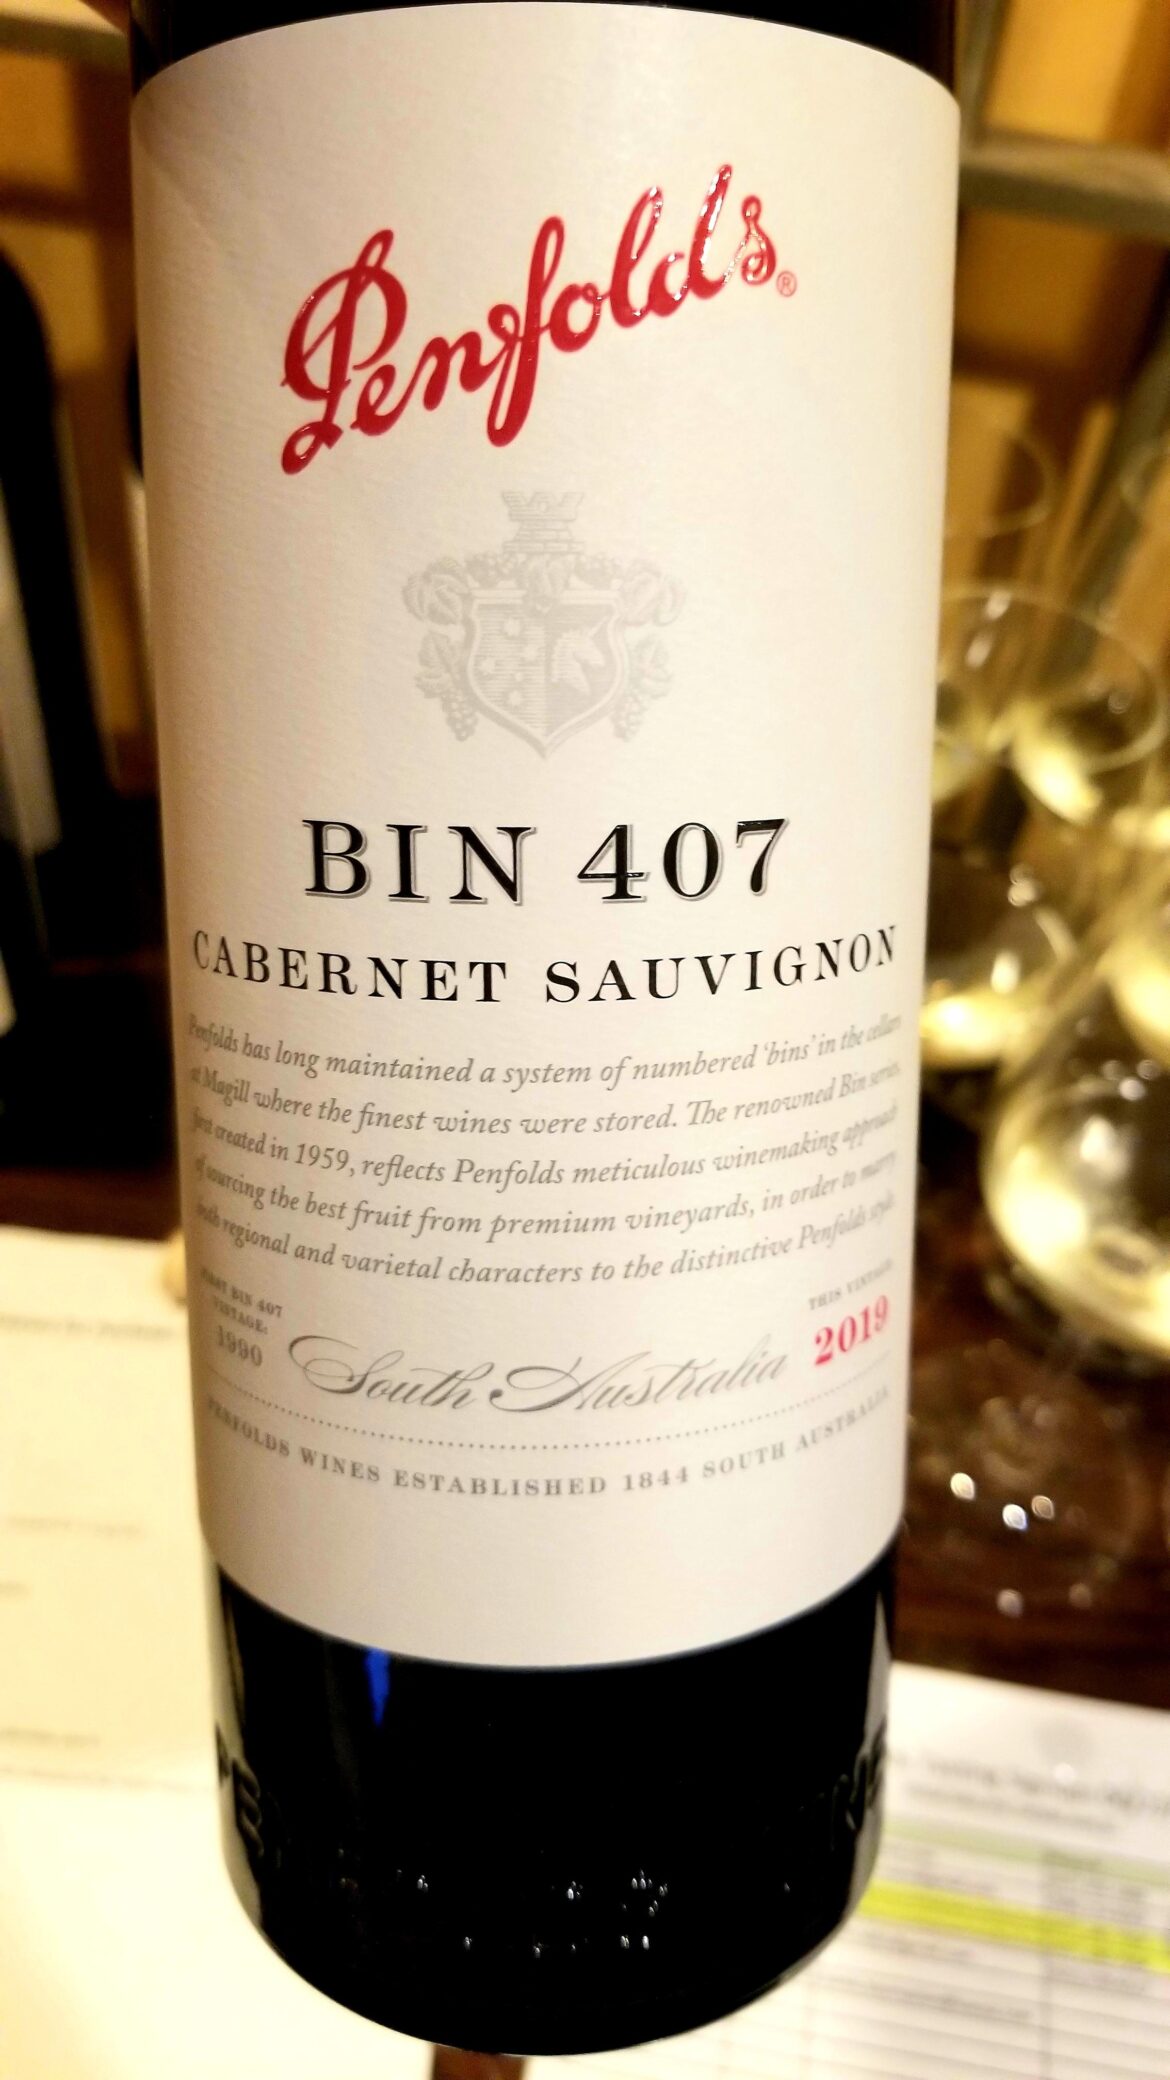 Penfolds®
BIN 407
CABERNET SAUVIGNON
Penfolds has long maintained a system of numbered 'bins' in the cellars
at Magill where the finest wines were stored. The renowned Bin series,
first created in 1959, reflects Penfolds meticulous winemaking approach
of sourcing the best fruit from premium vineyards, in order to marry
both regional and varietal characters to the distinctive Penfolds style.
FIRST BIN 407
VINTAGE:
1990
South Australia
THIS VINTAGE
2019
PENFOLDS WINES ESTABLISHED 1844 SOUTH AUSTRALIA